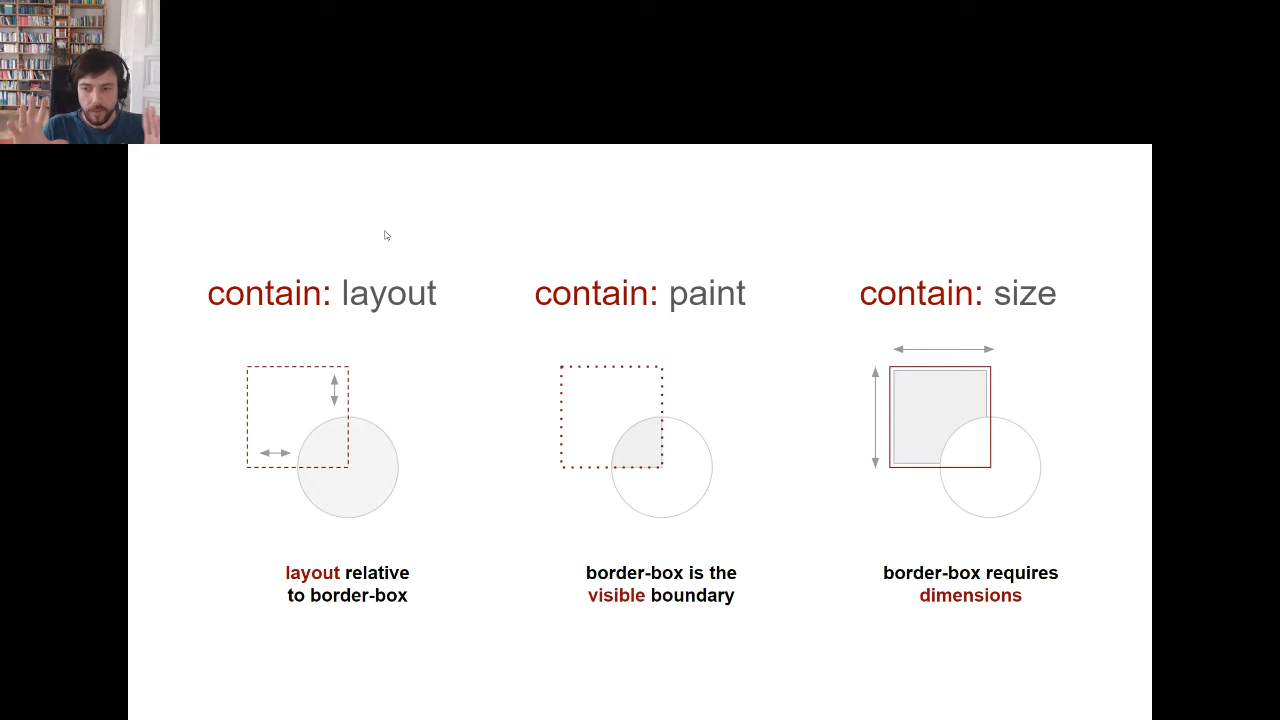 contain: layout
contain: paint
contain: size
layout relative
to border-box
border-box is the
visible boundary
border-box requires
dimensions